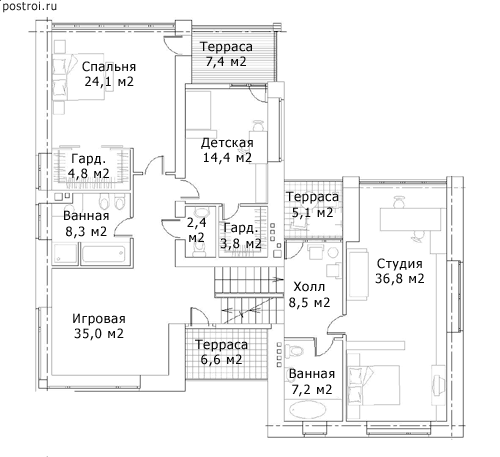 postroi.ru
Терраса
7,4 м2
Спальня
24,1 м2
Детская
14,4 м2
Гард.
4,8 м2
Терраса
5,1 м2
Ванная
8,3 м2
2,4
м2
Гард.
3,8 м2
Студия
36,8 м2
Холл
8,5 м2
Игровая
35,0 м2
Терраса
6,6 м2
Ванная
7,2 м2